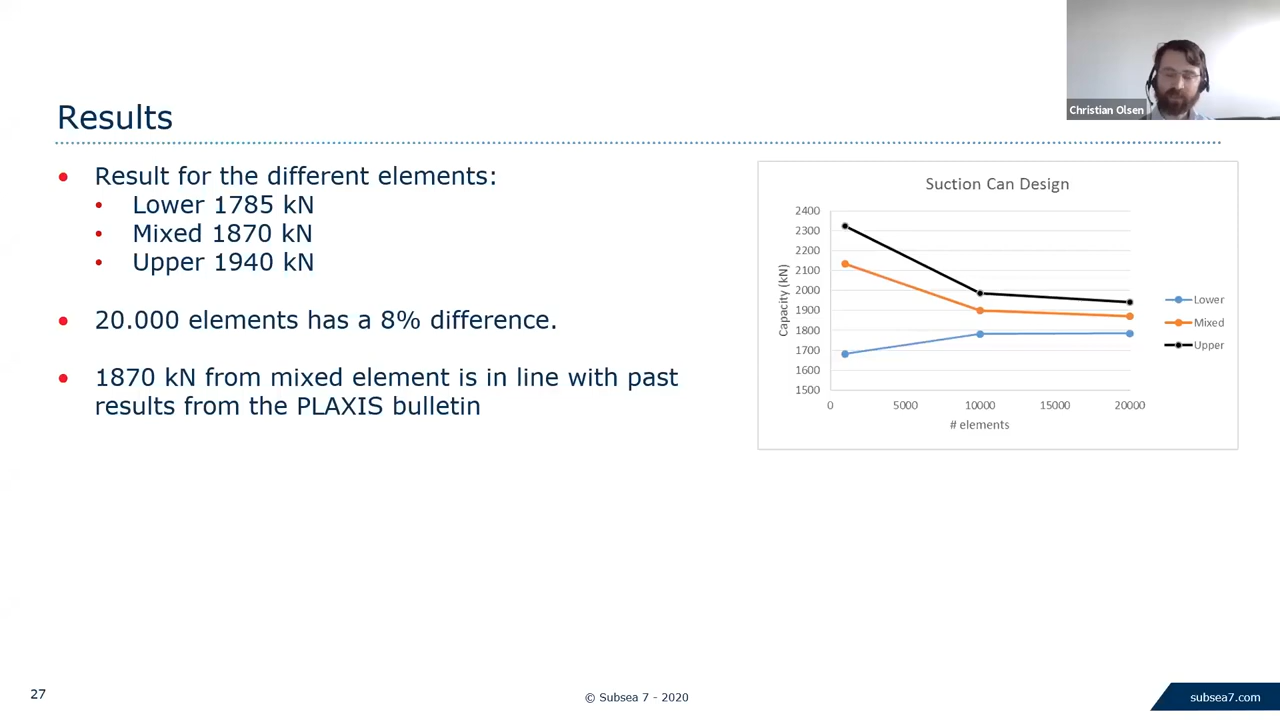 Christian Olsen
Results
• Result for the different elements:
• Lower 1785 kN
• Mixed 1870 kN
• Upper 1940 kN
• 20.000 elements has a 8% difference.
• 1870 kN from mixed element is in line with past
results from the PLAXIS bulletin
Suction Can Design
Capacity (kN)
2400
2300
2200
2100
2000
1900
1800
1700
1600
1500
0 5000 10000 15000 20000
# elements
Lower
Mixed
Upper
27
© Subsea 7 - 2020
subsea7.com